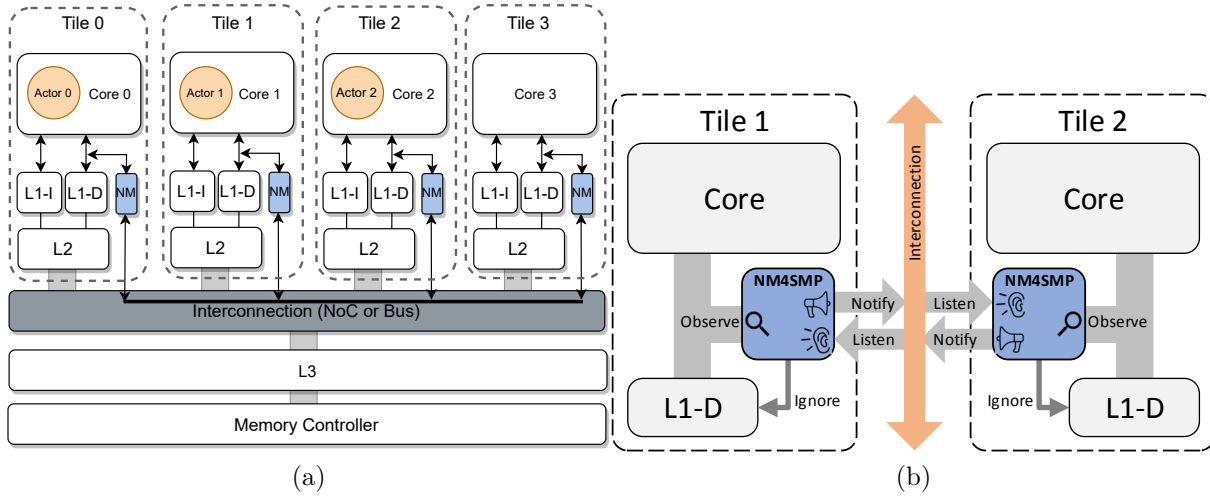 Tile 0
Tile 1
Tile 2
Tile 3
Actor 0
Core 0
Actor 1
Core 1
Actor 2
Core 2
Core 3
L1-I
L1-D
NM
L1-I
L1-D
NM
L1-I
L1-D
NM
L1-I
L1-D
NM
L2
L2
L2
L2
Interconnection (NoC or Bus)
L3
Memory Controller
(a)
Tile 1
Interconnection
Tile 2
Core
Core
NM4SMP
NM4SMP
Observe
Notify
Listen
Listen
Notify
Observe
Ignore
Ignore
L1-D
L1-D
(b)